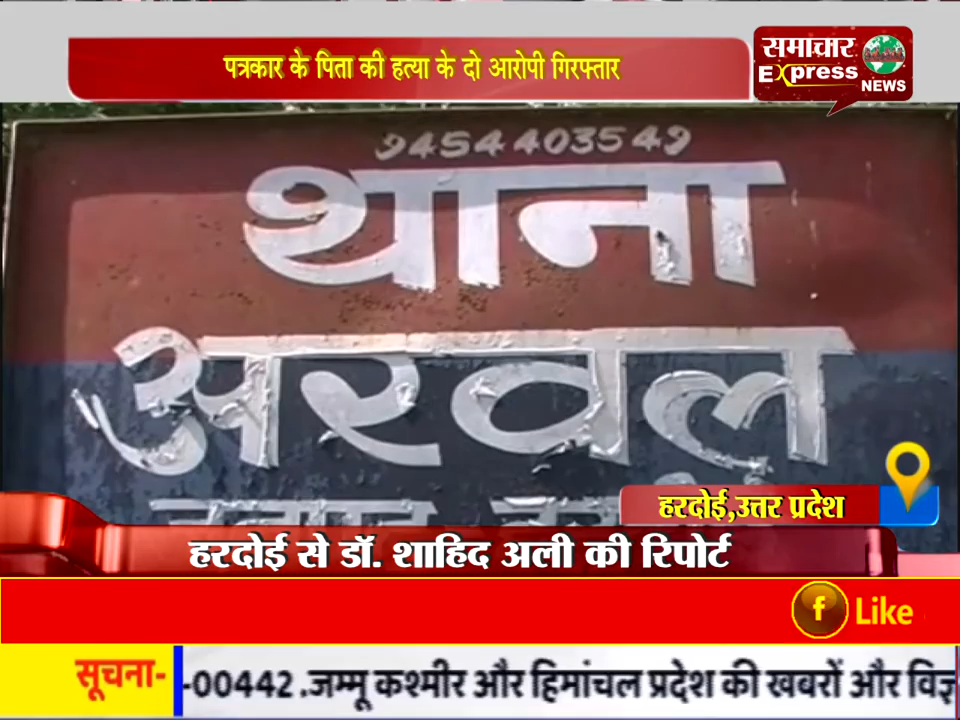 पत्रकार के पिता की हत्या के दो आरोपी गिरफ्तार
समाचार
Express
NEWS
9454403549
थाना
अरवल
हरदोई,उत्तर प्रदेश
हरदोई से डॉ. शाहिद अली की रिपोर्ट
f Like
सूचना- -00442.जम्मू कश्मीर और हिमांचल प्रदेश की खबरों और